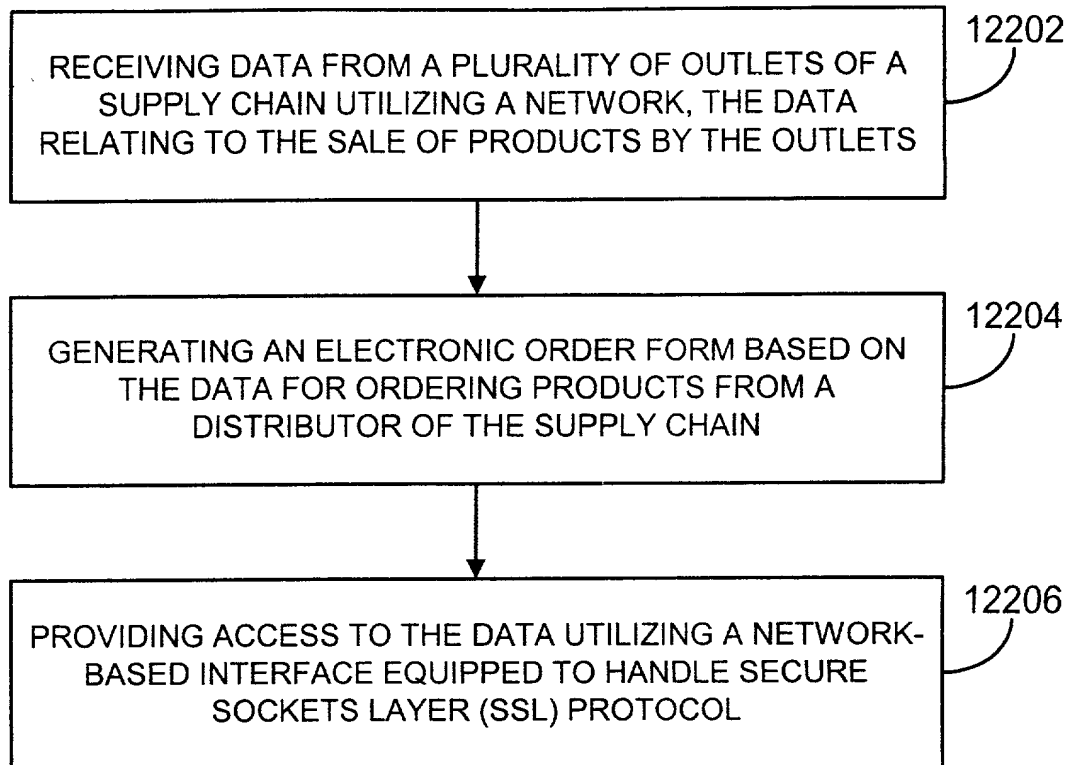 12202
RECEIVING DATA FROM A PLURALITY OF OUTLETS OF A
SUPPLY CHAIN UTILIZING A NETWORK, THE DATA
RELATING TO THE SALE OF PRODUCTS BY THE OUTLETS
12204
GENERATING AN ELECTRONIC ORDER FORM BASED ON
THE DATA FOR ORDERING PRODUCTS FROM A
DISTRIBUTOR OF THE SUPPLY CHAIN
12206
PROVIDING ACCESS TO THE DATA UTILIZING A NETWORK-
BASED INTERFACE EQUIPPED TO HANDLE SECURE
SOCKETS LAYER (SSL) PROTOCOL